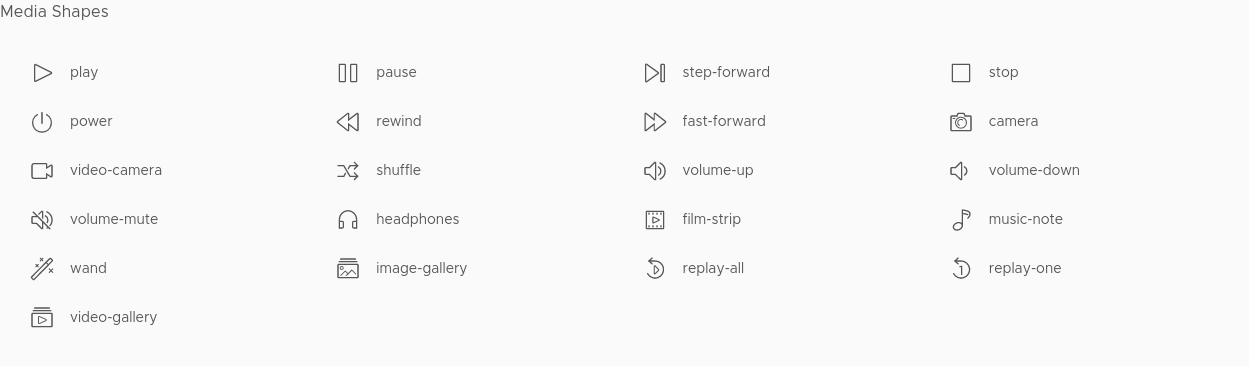 Media Shapes
play pause step-forward stop
power rewind fast-forward camera
video-camera shuffle volume-up volume-down
volume-mute headphones film-strip music-note
wand image-gallery replay-all replay-one
video-gallery